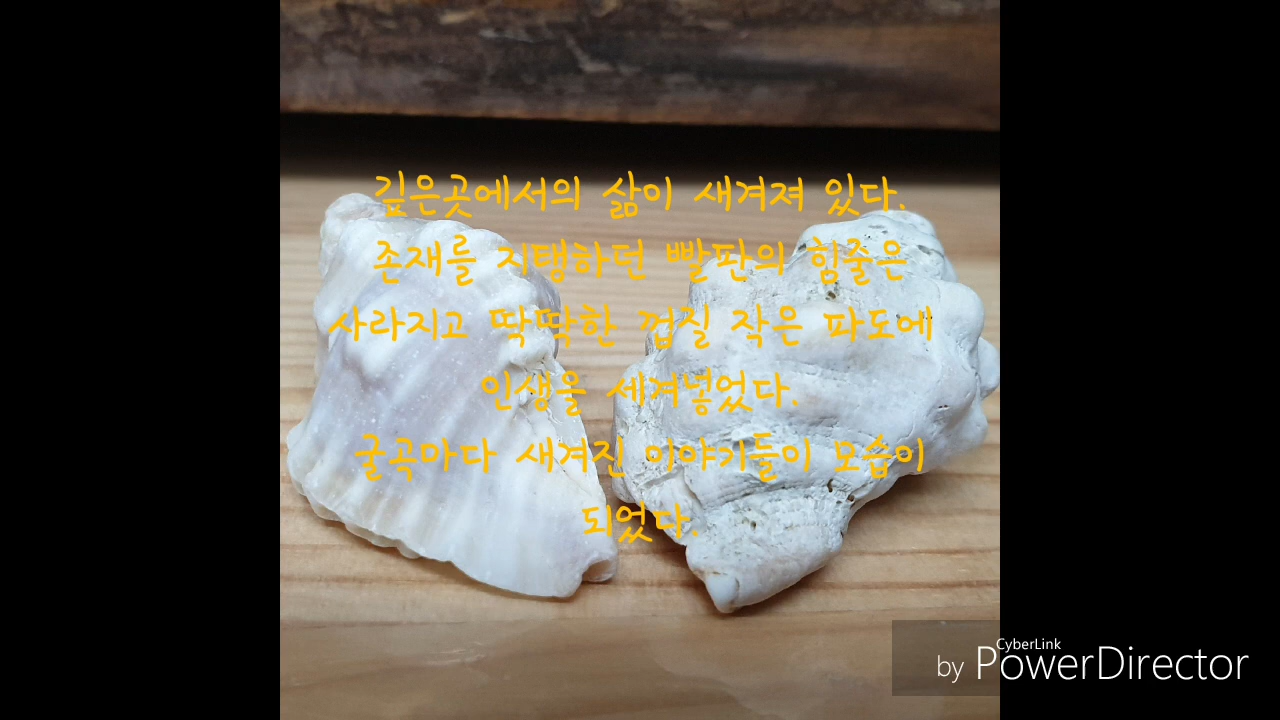 깊은곳에서의 삶이 새겨져 있다.
존재를 지탱하던 빨판의 힘줄은
사라지고 딱딱한 껍질 작은 파도에
인생을 세겨넣었다.
굴곡마다 새겨진 이야기들이 모습이
되었다.
CyberLink
by PowerDirector